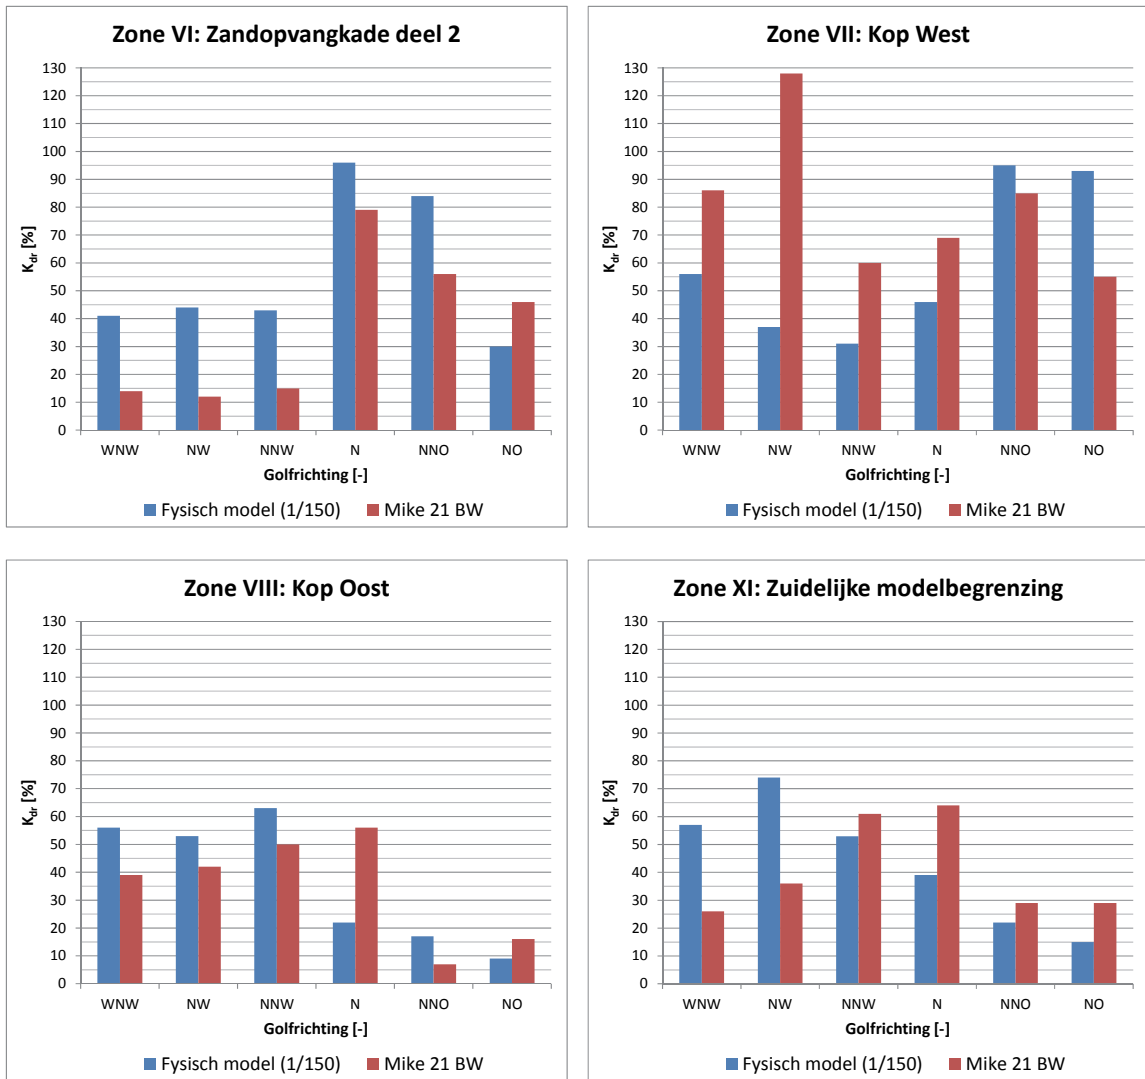 Zone VI: Zandopvangkade deel 2
K_dr [%]
130
120
110
100
90
80
70
60
50
40
30
20
10
0
WNW NW NNW N NNO NO
Golfrichting [-]
Fysisch model (1/150) Mike 21 BW
Zone VII: Kop West
K_dr [%]
130
120
110
100
90
80
70
60
50
40
30
20
10
0
WNW NW NNW N NNO NO
Golfrichting [-]
Fysisch model (1/150) Mike 21 BW
Zone VIII: Kop Oost
K_dr [%]
130
120
110
100
90
80
70
60
50
40
30
20
10
0
WNW NW NNW N NNO NO
Golfrichting [-]
Fysisch model (1/150) Mike 21 BW
Zone XI: Zuidelijke modelbegrenzing
K_dr [%]
130
120
110
100
90
80
70
60
50
40
30
20
10
0
WNW NW NNW N NNO NO
Golfrichting [-]
Fysisch model (1/150) Mike 21 BW